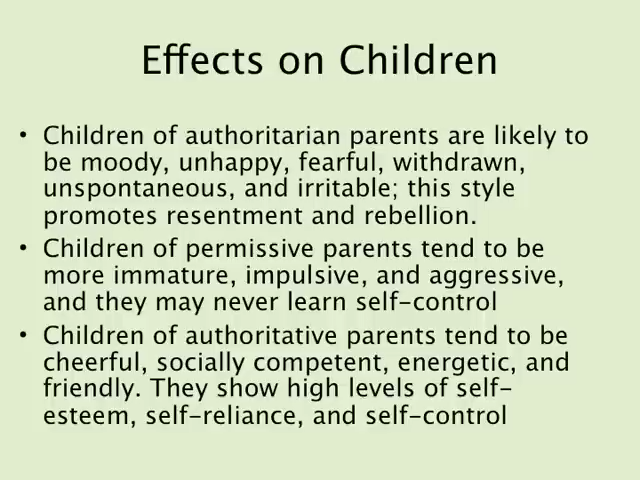 Effects on Children
• Children of authoritarian parents are likely to
be moody, unhappy, fearful, withdrawn,
unspontaneous, and irritable; this style
promotes resentment and rebellion.
• Children of permissive parents tend to be
more immature, impulsive, and aggressive,
and they may never learn self-control
• Children of authoritative parents tend to be
cheerful, socially competent, energetic, and
friendly. They show high levels of self-
esteem, self-reliance, and self-control